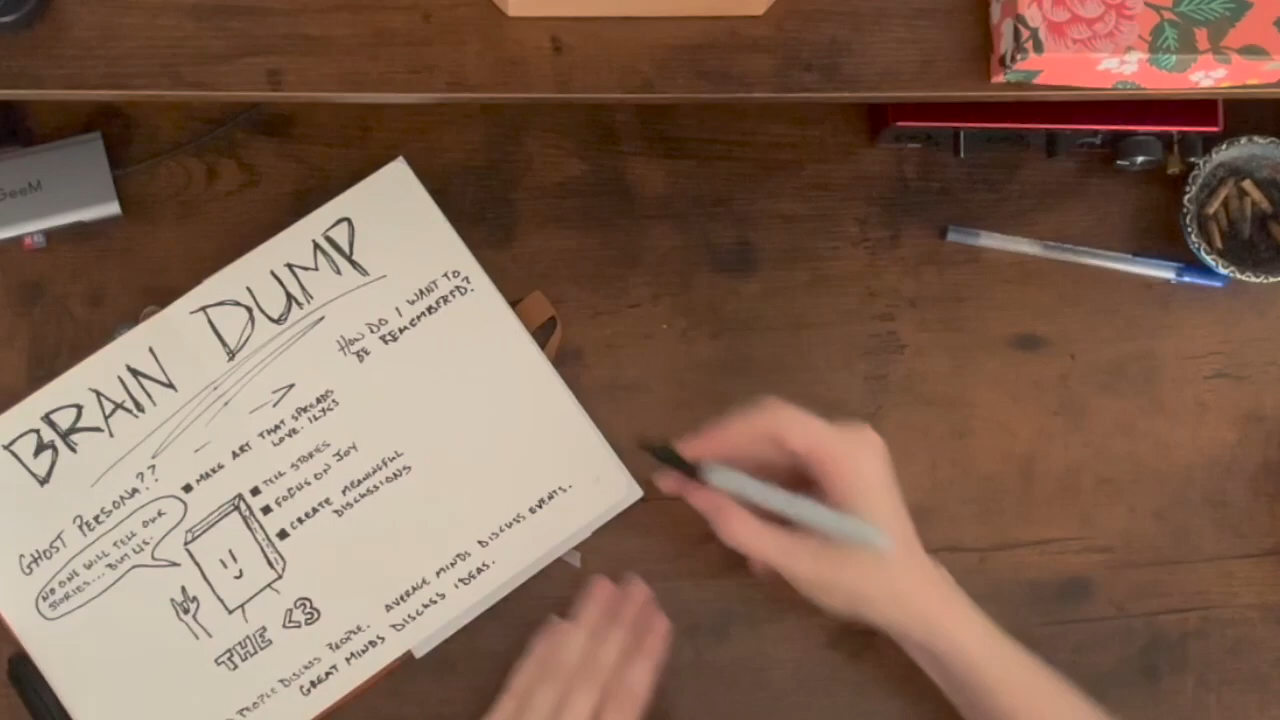 GeeM
BRAIN DUMP
HOW DO I WANT TO
BE REMEMBERED?
GHOST PERSONA??
NO ONE WILL TELL OUR
STORIES... BUT US.
MAKE ART THAT SPREADS
LOVE. ILYCS
TELL STORIES
FOCUS ON JOY
CREATE MEANINGFUL
DISCUSSIONS
THE <3
PEOPLE DISCUSS PEOPLE. AVERAGE MINDS DISCUSS EVENTS.
GREAT MINDS DISCUSS IDEAS.